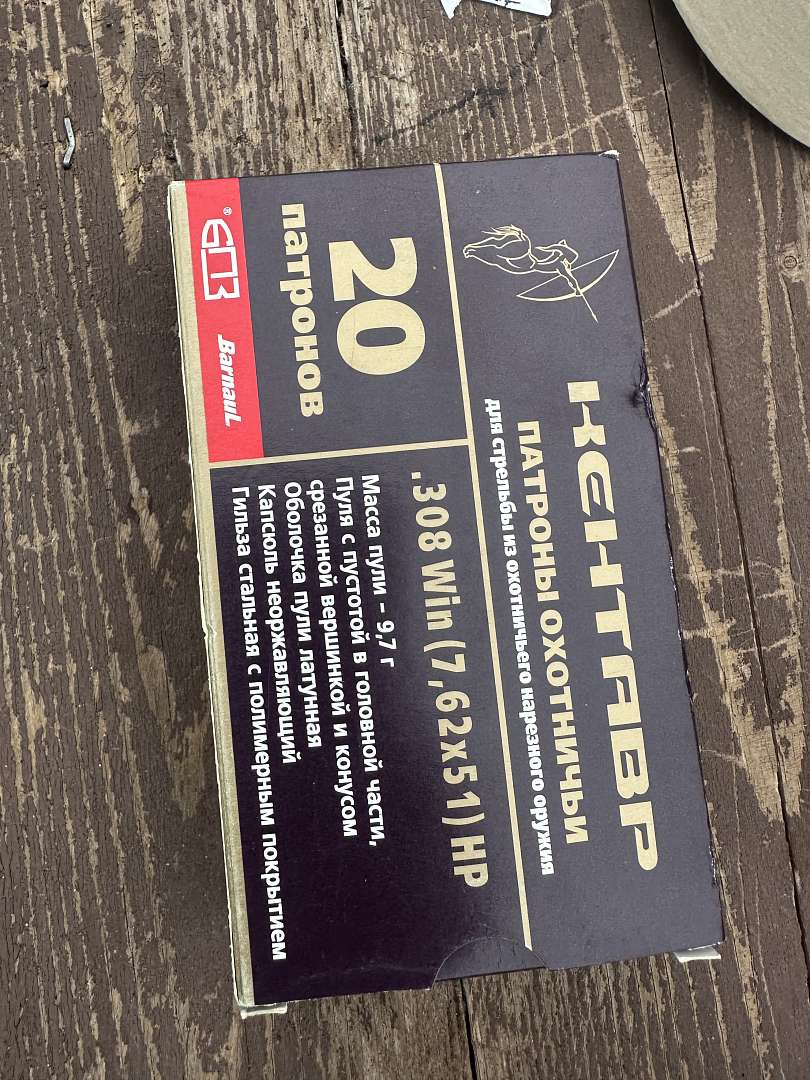 КЕНТАВР
ПАТРОНЫ ОХОТНИЧЬИ
для стрельбы из охотничьего нарезного оружия
20
патронов
БПЗ®
Barnaul
.308 Win (7,62x51) HP
Масса пули – 9,7 г
Пуля с пустотой в головной части,
срезанной вершинкой и конусом
Оболочка пули латунная
Капсюль неоржавляющий
Гильза стальная с полимерным покрытием